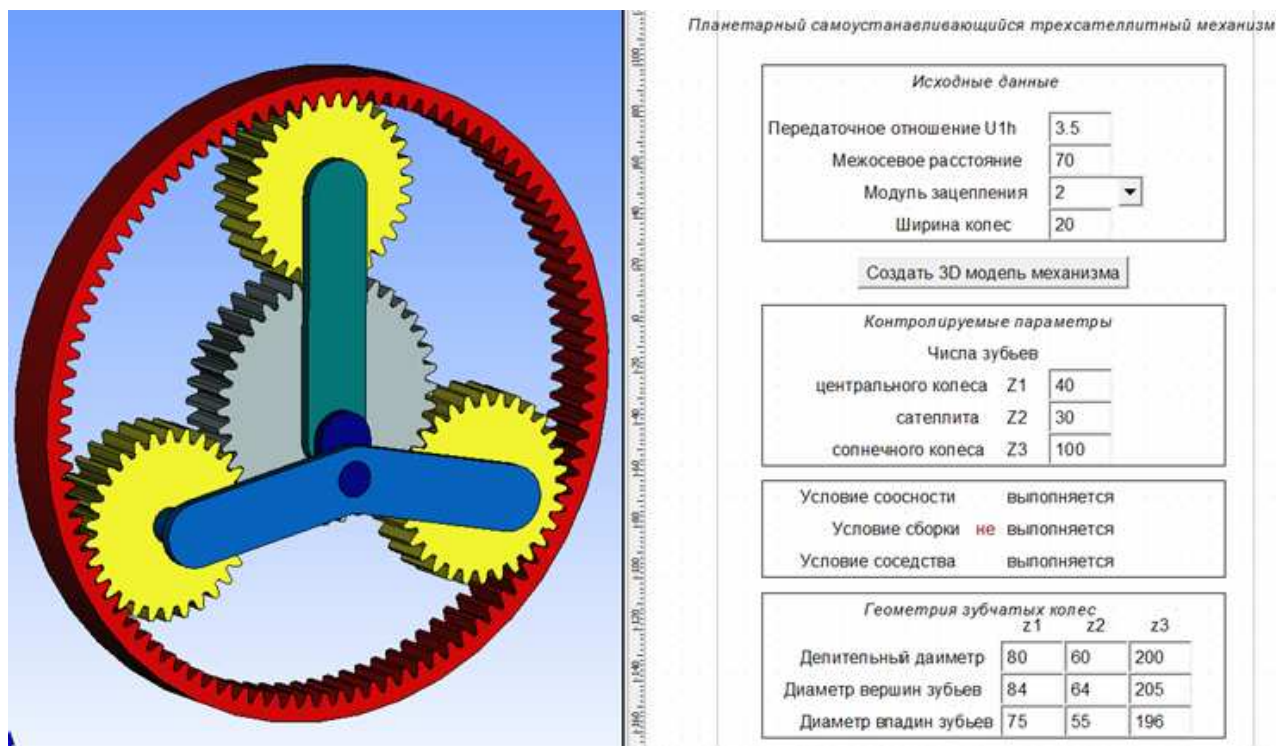 Планетарный самоустанавливающийся трехсателлитный механизм
Исходные данные
Передаточное отношение U1h 3.5
Межосевое расстояние 70
Модуль зацепления 2
Ширина колес 20
Создать 3D модель механизма
Контролируемые параметры
Числа зубьев
центрального колеса Z1 40
сателлита Z2 30
солнечного колеса Z3 100
Условие соосности выполняется
Условие сборки не выполняется
Условие соседства выполняется
Геометрия зубчатых колес
z1 z2 z3
Делительный даиметр 80 60 200
Диаметр вершин зубьев 84 64 205
Диаметр впадин зубьев 75 55 196